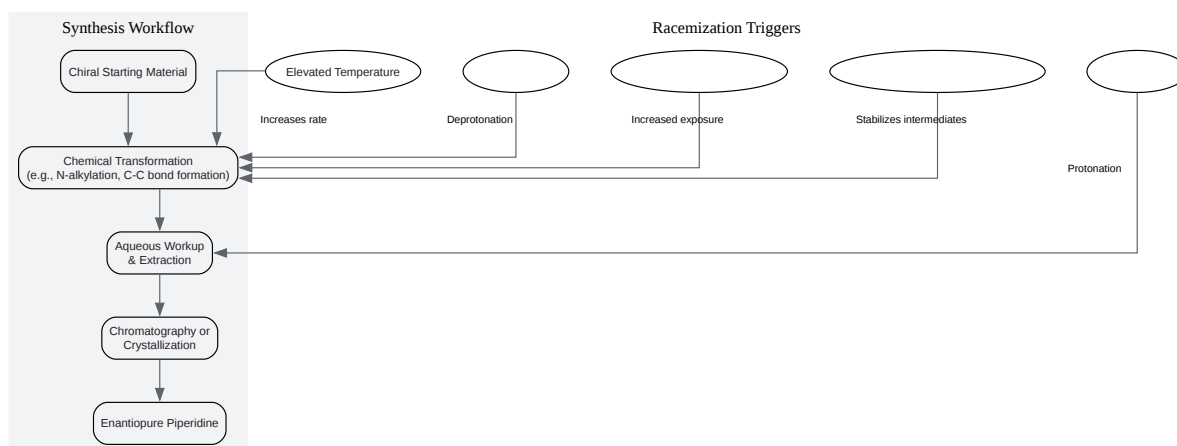 Synthesis Workflow
Racemization Triggers
Chiral Starting Material
Elevated Temperature
Increases rate
Deprotonation
Increased exposure
Stabilizes intermediates
Chemical Transformation
(e.g., N-alkylation, C-C bond formation)
Protonation
Aqueous Workup
& Extraction
Chromatography or
Crystallization
Enantiopure Piperidine